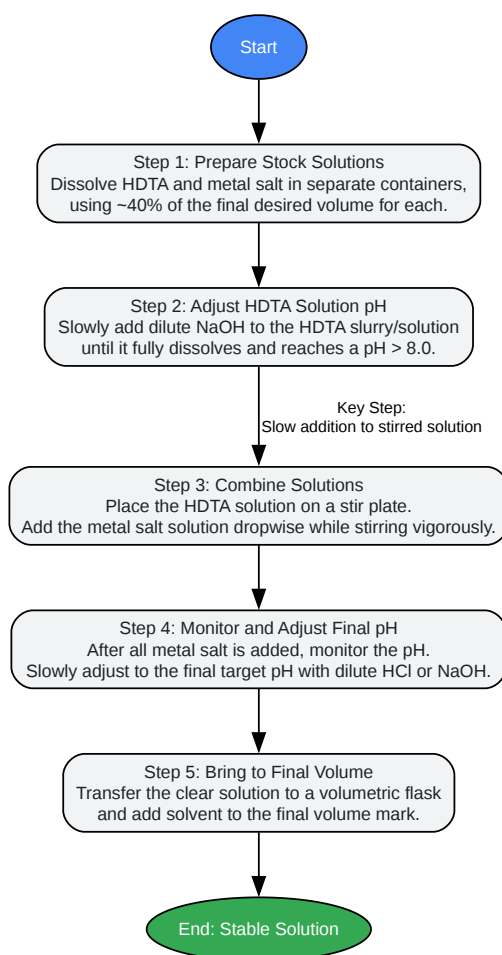 Start
Step 1: Prepare Stock Solutions
Dissolve HDTA and metal salt in separate containers,
using ~40% of the final desired volume for each.
Step 2: Adjust HDTA Solution pH
Slowly add dilute NaOH to the HDTA slurry/solution
until it fully dissolves and reaches a pH > 8.0.
Key Step:
Slow addition to stirred solution
Step 3: Combine Solutions
Place the HDTA solution on a stir plate.
Add the metal salt solution dropwise while stirring vigorously.
Step 4: Monitor and Adjust Final pH
After all metal salt is added, monitor the pH.
Slowly adjust to the final target pH with dilute HCl or NaOH.
Step 5: Bring to Final Volume
Transfer the clear solution to a volumetric flask
and add solvent to the final volume mark.
End: Stable Solution